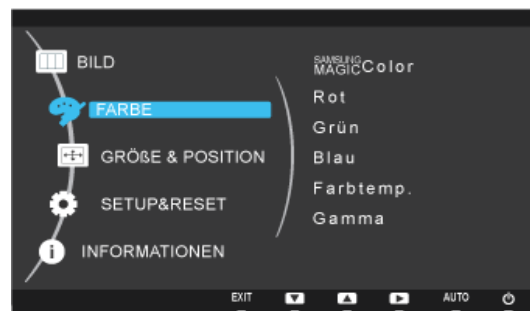 BILD
FARBE
GRÖßE & POSITION
SETUP&RESET
INFORMATIONEN
SAMSUNG
MAGICColor
Rot
Grün
Blau
Farbtemp.
Gamma
EXIT
AUTO